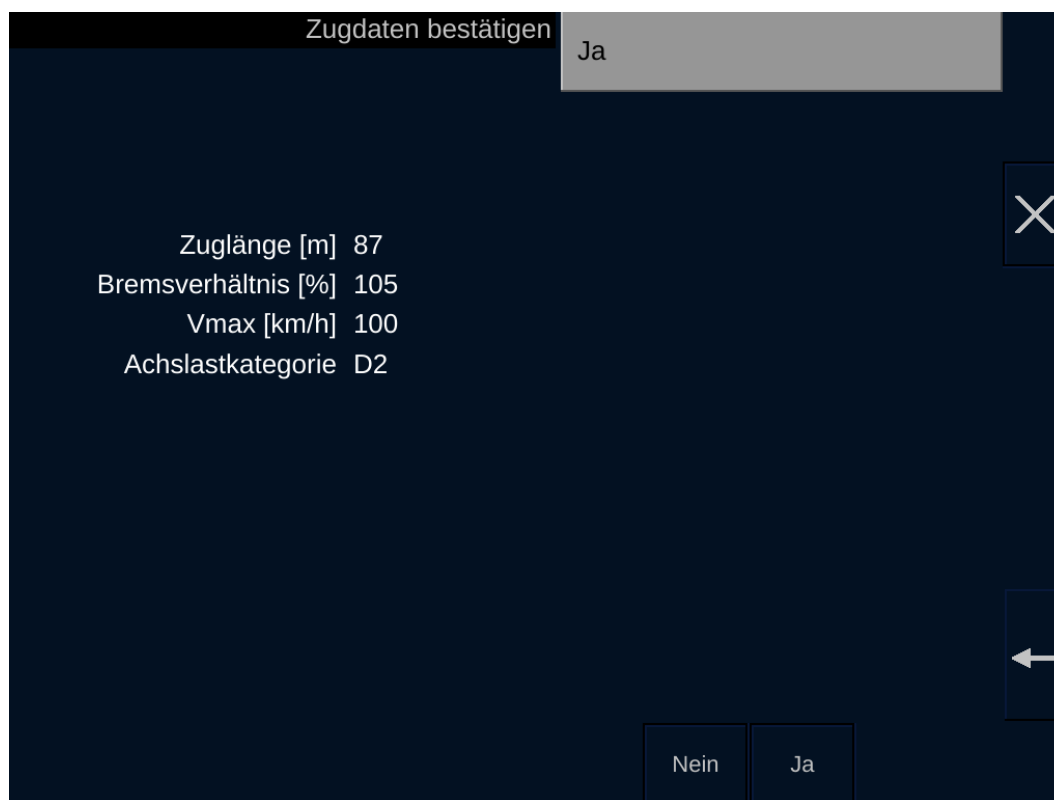 Zugdaten bestätigen
Ja
Zuglänge [m] 87
Bremsverhältnis [%] 105
Vmax [km/h] 100
Achslastkategorie D2
Nein Ja